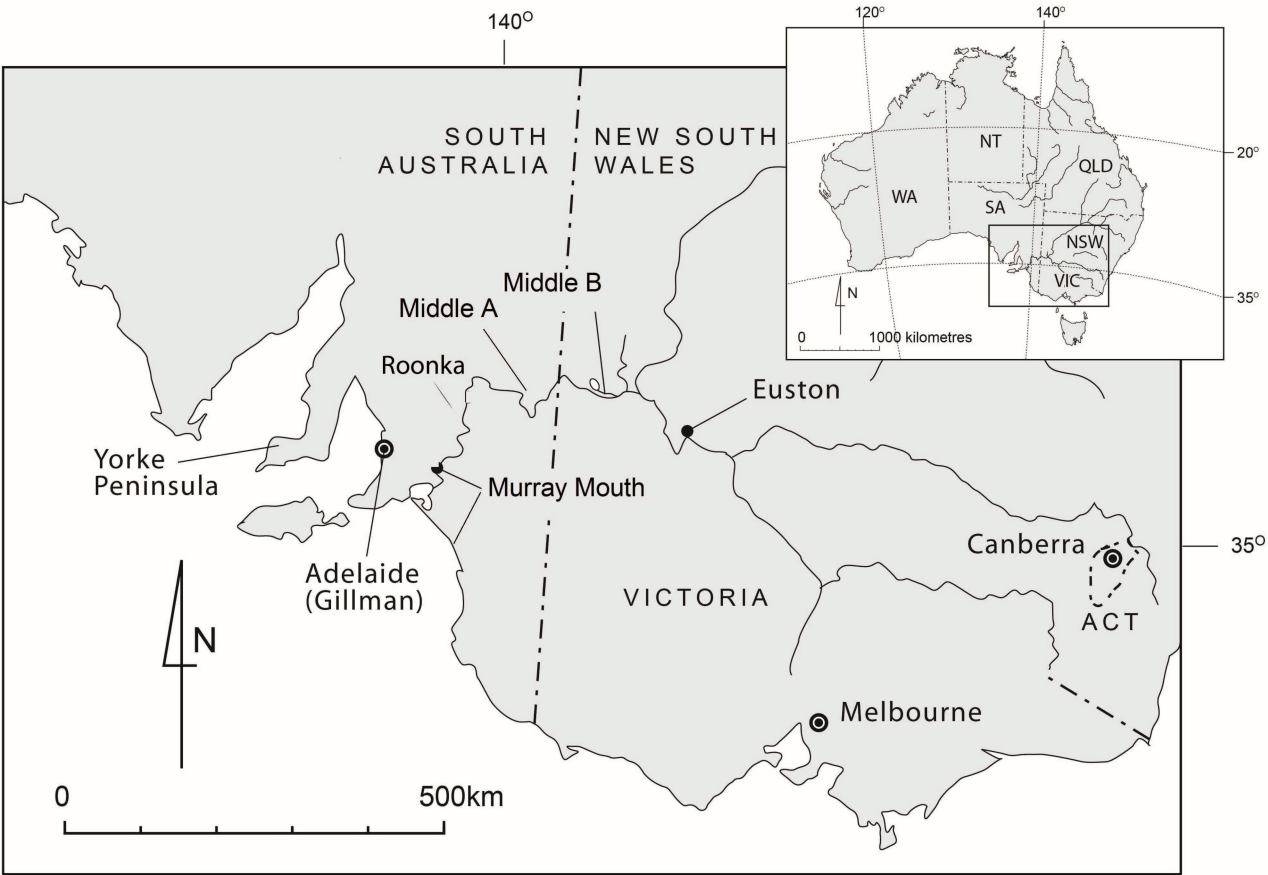 140°
120°
140°
SOUTH
AUSTRALIA
NEW SOUTH
WALES
NT
QLD
20°
WA
SA
NSW
VIC
35°
N
0
1000 kilometres
Middle B
Middle A
Roonka
Euston
Yorke
Peninsula
Murray Mouth
Canberra
35°
Adelaide
(Gillman)
VICTORIA
ACT
N
Melbourne
0
500km